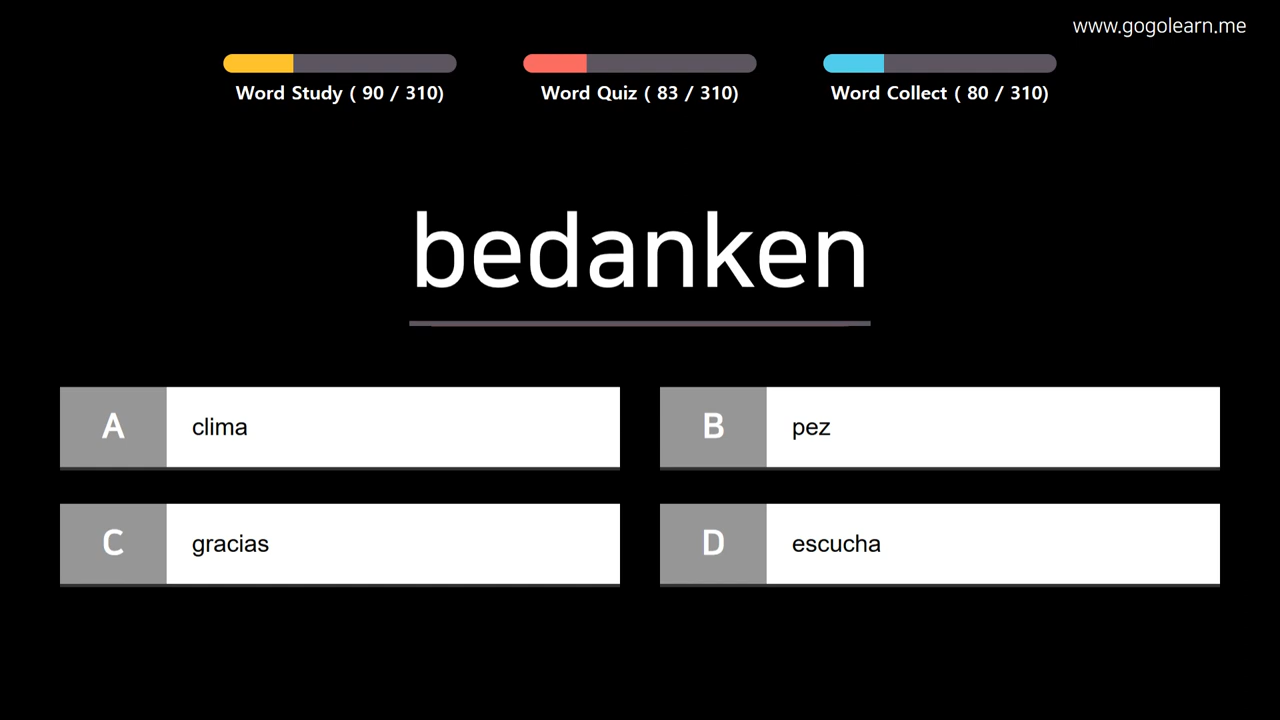 www.gogolearn.me
Word Study ( 90 / 310)
Word Quiz ( 83 / 310)
Word Collect ( 80 / 310)
bedanken
A clima
B pez
C gracias
D escucha